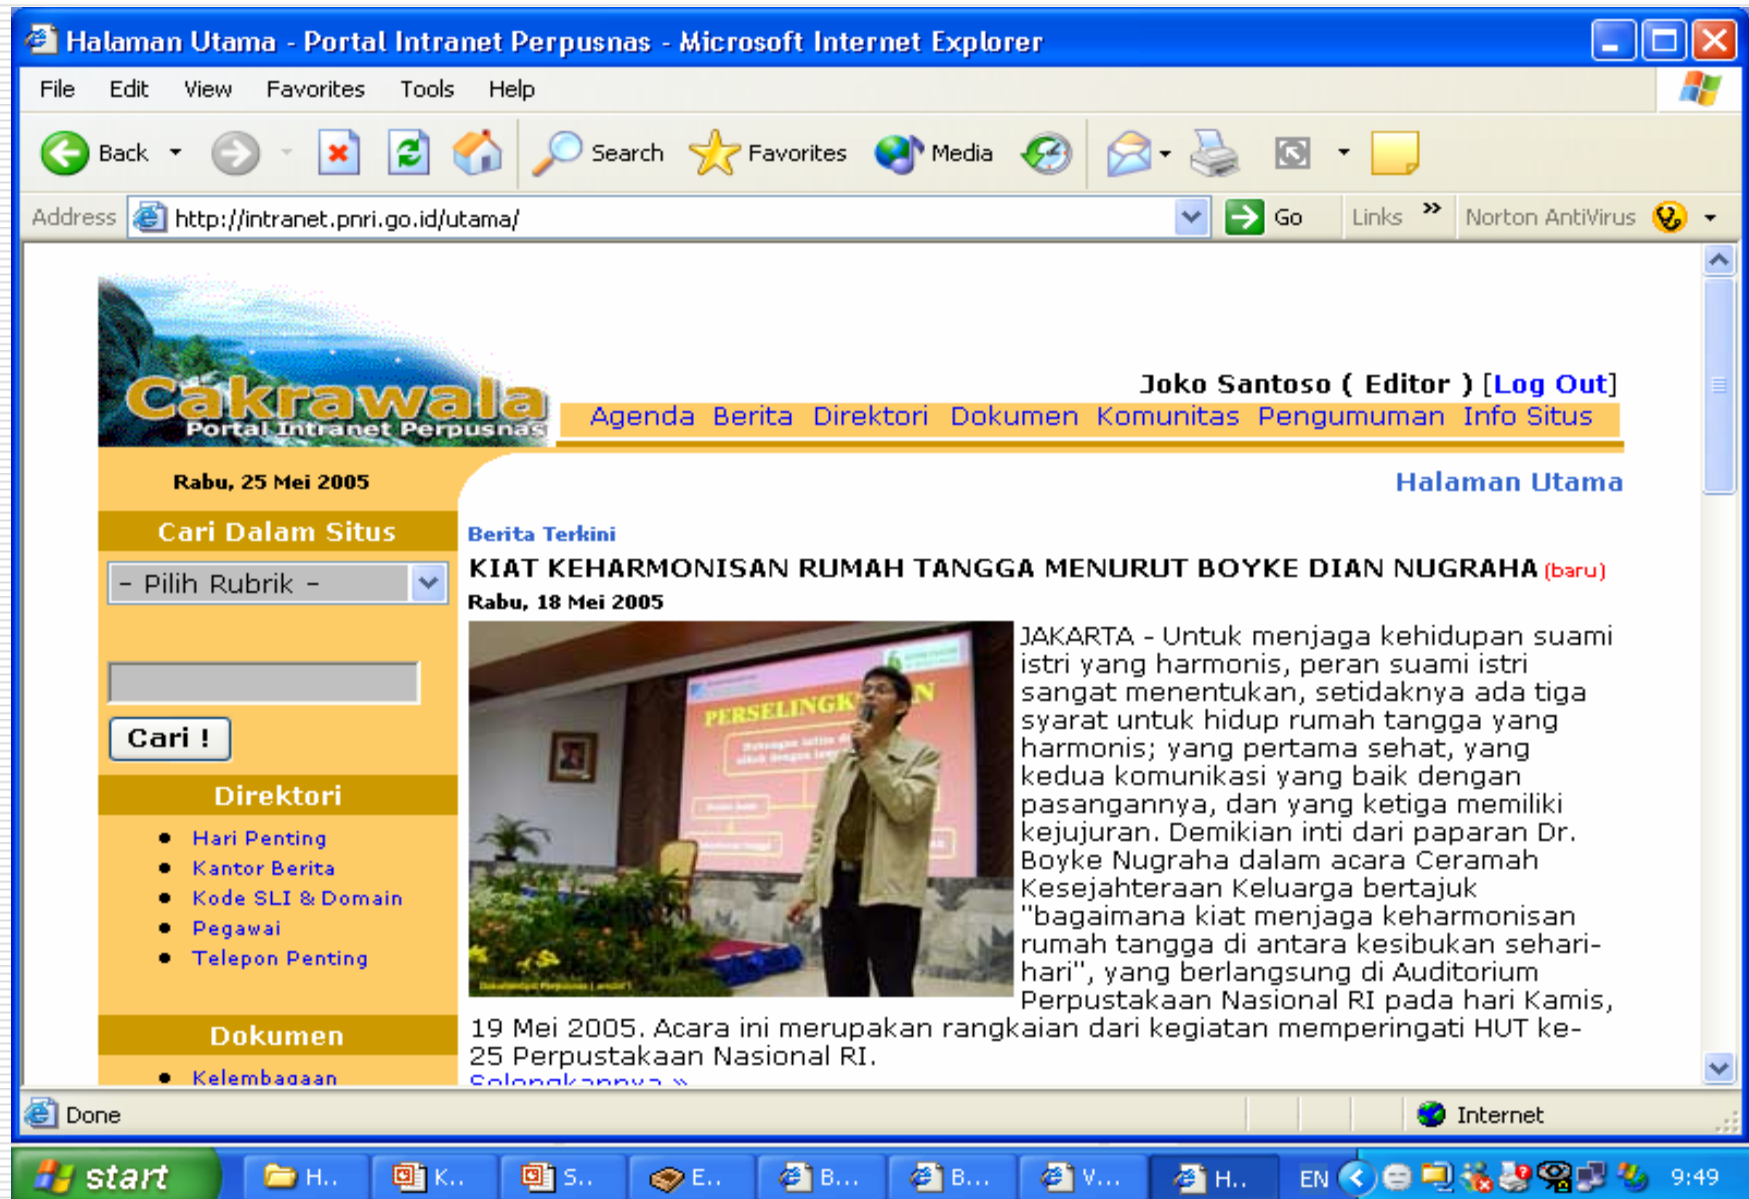 Halaman Utama - Portal Intranet Perpusnas - Microsoft Internet Explorer
File Edit View Favorites Tools Help
Back Search Favorites Media
Address http://intranet.pnri.go.id/utama/ Go Links » Norton AntiVirus
Cakrawala
Portal Intranet Perpusnas
Joko Santoso ( Editor ) [Log Out]
Agenda Berita Direktori Dokumen Komunitas Pengumuman Info Situs
Rabu, 25 Mei 2005
Halaman Utama
Cari Dalam Situs
- Pilih Rubrik -
Cari !
Direktori
Hari Penting
Kantor Berita
Kode SLI & Domain
Pegawai
Telepon Penting
Dokumen
Kelembagaan
Berita Terkini
KIAT KEHARMONISAN RUMAH TANGGA MENURUT BOYKE DIAN NUGRAHA (baru)
Rabu, 18 Mei 2005
PERSELINGK
JAKARTA - Untuk menjaga kehidupan suami
istri yang harmonis, peran suami istri
sangat menentukan, setidaknya ada tiga
syarat untuk hidup rumah tangga yang
harmonis; yang pertama sehat, yang
kedua komunikasi yang baik dengan
pasangannya, dan yang ketiga memiliki
kejujuran. Demikian inti dari paparan Dr.
Boyke Nugraha dalam acara Ceramah
Kesejahteraan Keluarga bertajuk
"bagaimana kiat menjaga keharmonisan
rumah tangga di antara kesibukan sehari-
hari", yang berlangsung di Auditorium
Perpustakaan Nasional RI pada hari Kamis,
19 Mei 2005. Acara ini merupakan rangkaian dari kegiatan memperingati HUT ke-
25 Perpustakaan Nasional RI.
Selengkapnya »
Done Internet
start H.. K.. S.. E.. B... B... V... H.. EN 9:49